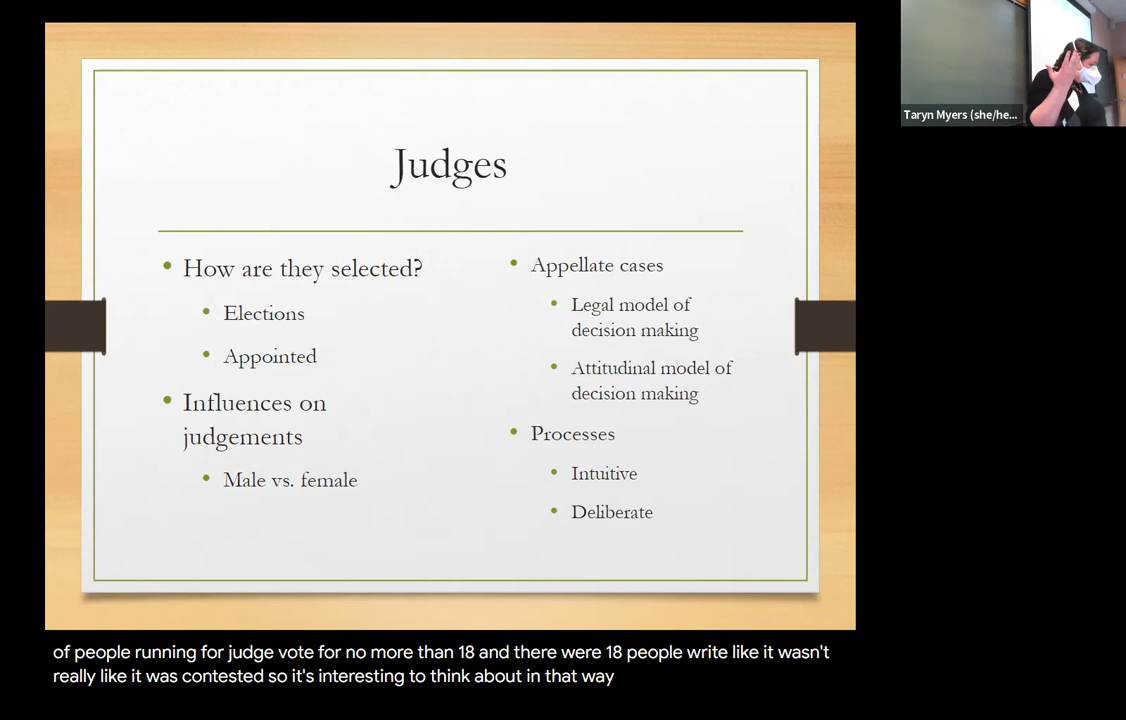 Judges
How are they selected?
Elections
Appointed
Influences on
judgements
Male vs. female
Appellate cases
Legal model of
decision making
Attitudinal model of
decision making
Processes
Intuitive
Deliberate
Taryn Myers (she/he...
of people running for judge vote for no more than 18 and there were 18 people write like it wasn't
really like it was contested so it's interesting to think about in that way